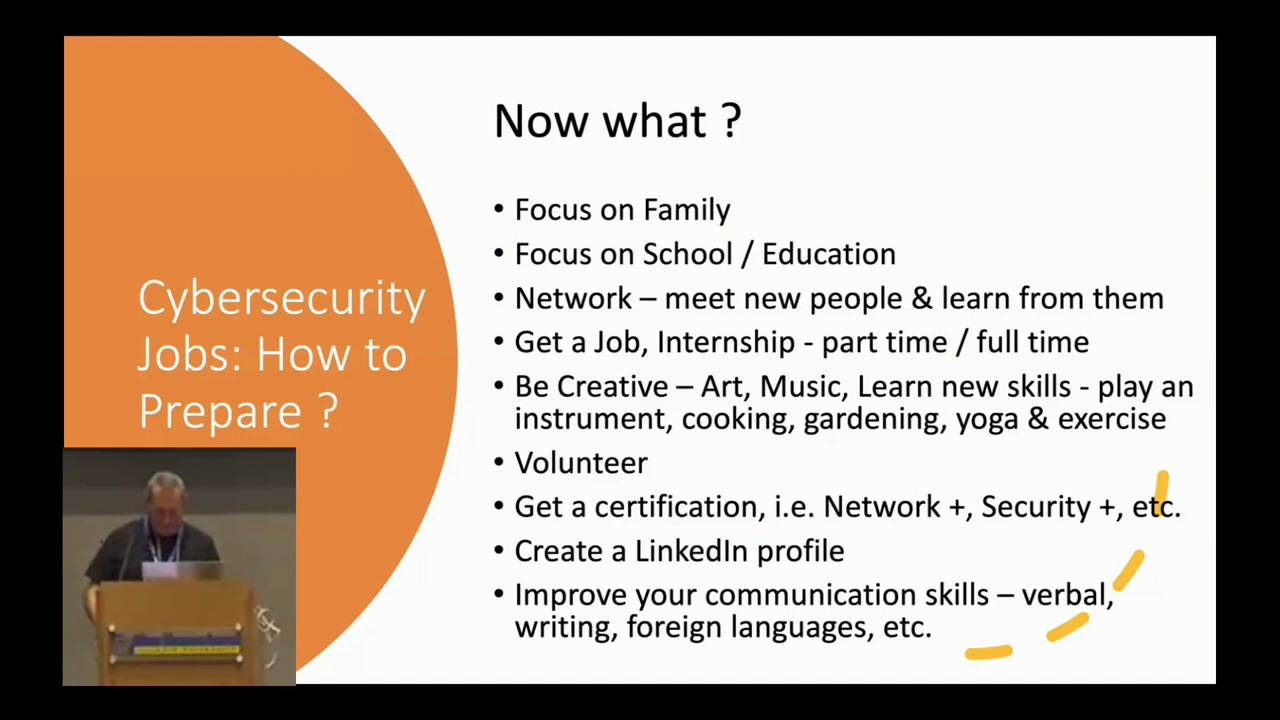 Cybersecurity
Jobs: How to
Prepare ?
Now what ?
• Focus on Family
• Focus on School / Education
• Network – meet new people & learn from them
• Get a Job, Internship - part time / full time
• Be Creative – Art, Music, Learn new skills - play an
instrument, cooking, gardening, yoga & exercise
• Volunteer
• Get a certification, i.e. Network +, Security +, etc.
• Create a LinkedIn profile
• Improve your communication skills – verbal,
writing, foreign languages, etc.